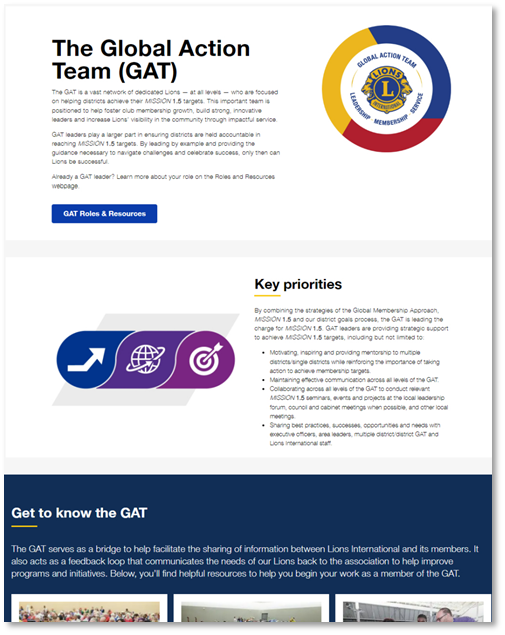 The Global Action
Team (GAT)
The GAT is a vast network of dedicated Lions — at all levels — who are focused
on helping districts achieve their MISSION 1.5 targets. This important team is
positioned to help foster club membership growth, build strong, innovative
leaders and increase Lions' visibility in the community through impactful service.
GAT leaders play a larger part in ensuring districts are held accountable in
reaching MISSION 1.5 targets. By leading by example and providing the
guidance necessary to navigate challenges and celebrate success, only then can
Lions be successful.
Already a GAT leader? Learn more about your role on the Roles and Resources
webpage.
GAT Roles & Resources
GLOBAL ACTION TEAM
LIONS
L
INTERNATIONAL
LEADERSHIP MEMBERSHIP SERVICE
Key priorities
By combining the strategies of the Global Membership Approach,
MISSION 1.5 and our district goals process, the GAT is leading the
charge for MISSION 1.5. GAT leaders are providing strategic support
to achieve MISSION 1.5 targets, including but not limited to:
• Motivating, inspiring and providing mentorship to multiple
districts/single districts while reinforcing the importance of taking
action to achieve membership targets.
• Maintaining effective communication across all levels of the GAT.
• Collaborating across all levels of the GAT to conduct relevant
MISSION 1.5 seminars, events and projects at the local leadership
forum, council and cabinet meetings when possible, and other local
meetings.
• Sharing best practices, successes, opportunities and needs with
executive officers, area leaders, multiple district/district GAT and
Lions International staff.
Get to know the GAT
The GAT serves as a bridge to help facilitate the sharing of information between Lions International and its members. It
also acts as a feedback loop that communicates the needs of our Lions back to the association to help improve
programs and initiatives. Below, you'll find helpful resources to help you begin your work as a member of the GAT.